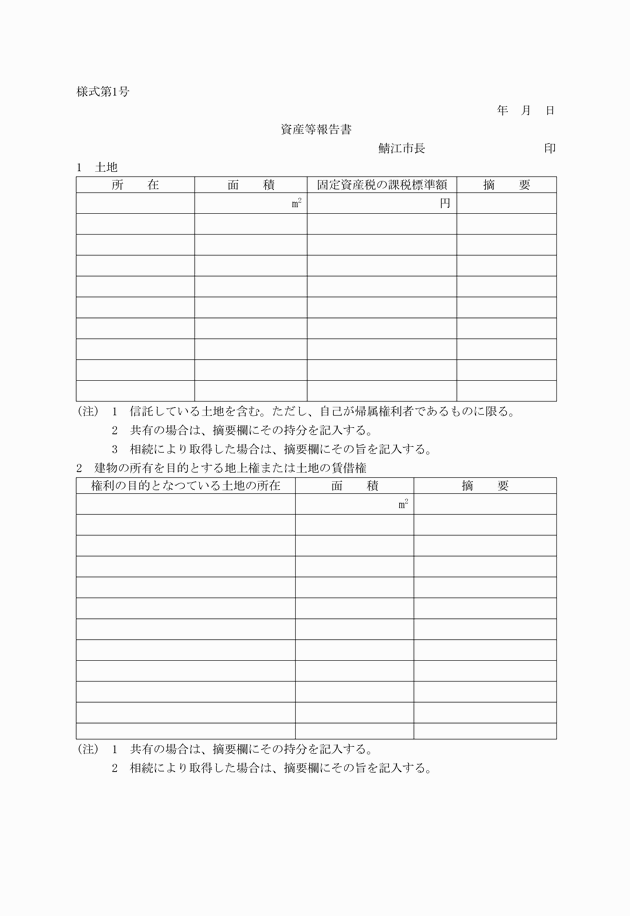 様式第1号
年　月　日
資産等報告書
鯖江市長　　　　　　　　　　印
1　土地
所　　在　面　　積　固定資産税の課税標準額　摘　　要
m²　円
(注)　1　信託している土地を含む。ただし、自己が帰属権利者であるものに限る。
2　共有の場合は、摘要欄にその持分を記入する。
3　相続により取得した場合は、摘要欄にその旨を記入する。
2　建物の所有を目的とする地上権または土地の賃借権
権利の目的となつている土地の所在　面　　積　摘　　要
m²
(注)　1　共有の場合は、摘要欄にその持分を記入する。
2　相続により取得した場合は、摘要欄にその旨を記入する。